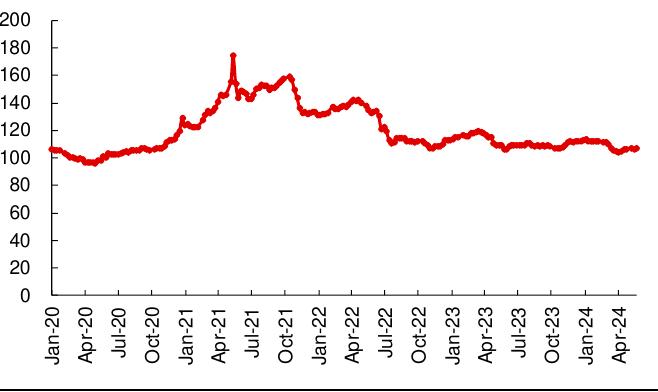 200
180
160
140
120
100
80
60
40
20
0
Jan-20
Apr-20
Jul-20
Oct-20
Jan-21
Apr-21
Jul-21
Oct-21
Jan-22
Apr-22
Jul-22
Oct-22
Jan-23
Apr-23
Jul-23
Oct-23
Jan-24
Apr-24